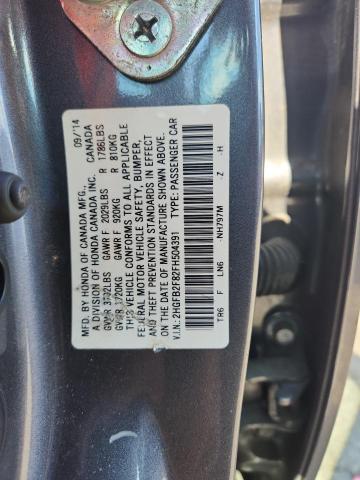 MFD. BY HONDA OF CANADA MFG., 09/'14
A DIVISION OF HONDA CANADA INC. CANADA
GVWR 3792LBS GAWR F 2029LBS R 1786LBS
GVWR 1720KG GAWR F 920KG R 810KG
THIS VEHICLE CONFORMS TO ALL APPLICABLE
FEDERAL MOTOR VEHICLE SAFETY, BUMPER,
AND THEFT PREVENTION STANDARDS IN EFFECT
ON THE DATE OF MANUFACTURE SHOWN ABOVE.
V.I.N.: 2HGFB2F82FH504391 TYPE: PASSENGER CAR
TR6 F LN6 - NH797M - Z - H